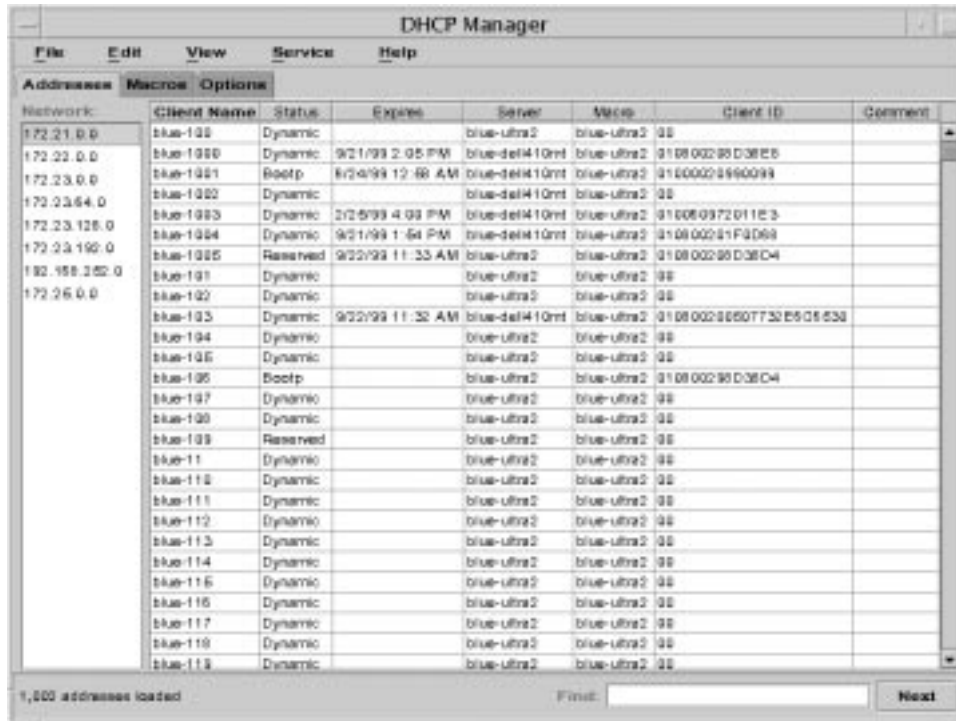 DHCP Manager
File Edit View Service Help
Addresses Macros Options
Network: Client Name Status Expires Server Macro Client ID Comment
172.21.0.0
172.22.0.0
172.23.0.0
172.23.64.0
172.23.128.0
172.23.192.0
192.168.252.0
172.26.0.0
blue-100 Dynamic blue-ultra2 blue-ultra2 00
blue-1000 Dynamic 9/21/99 2:05 PM blue-dell410mt blue-ultra2
blue-1001 Bootp blue-dell410mt blue-ultra2
blue-1002 Dynamic blue-dell410mt blue-ultra2 00
blue-1003 Dynamic 4:00 PM blue-dell410mt blue-ultra2
blue-1004 Dynamic 9/21/99 1:54 PM blue-dell410mt blue-ultra2
blue-1005 Reserved 9/22/99 11:33 AM blue-ultra2 blue-ultra2
blue-101 Dynamic blue-ultra2 blue-ultra2 00
blue-102 Dynamic blue-ultra2 blue-ultra2 00
blue-103 Dynamic 9/22/99 11:32 AM blue-dell410mt blue-ultra2
blue-104 Dynamic blue-ultra2 blue-ultra2 00
blue-105 Dynamic blue-ultra2 blue-ultra2 00
blue-106 Bootp blue-ultra2 blue-ultra2
blue-107 Dynamic blue-ultra2 blue-ultra2 00
blue-108 Dynamic blue-ultra2 blue-ultra2 00
blue-109 Reserved blue-ultra2 blue-ultra2 00
blue-11 Dynamic blue-ultra2 blue-ultra2 00
blue-110 Dynamic blue-ultra2 blue-ultra2 00
blue-111 Dynamic blue-ultra2 blue-ultra2 00
blue-112 Dynamic blue-ultra2 blue-ultra2 00
blue-113 Dynamic blue-ultra2 blue-ultra2 00
blue-114 Dynamic blue-ultra2 blue-ultra2 00
blue-115 Dynamic blue-ultra2 blue-ultra2 00
blue-116 Dynamic blue-ultra2 blue-ultra2 00
blue-117 Dynamic blue-ultra2 blue-ultra2 00
blue-118 Dynamic blue-ultra2 blue-ultra2 00
blue-119 Dynamic blue-ultra2 blue-ultra2 00
addresses loaded Find: Next